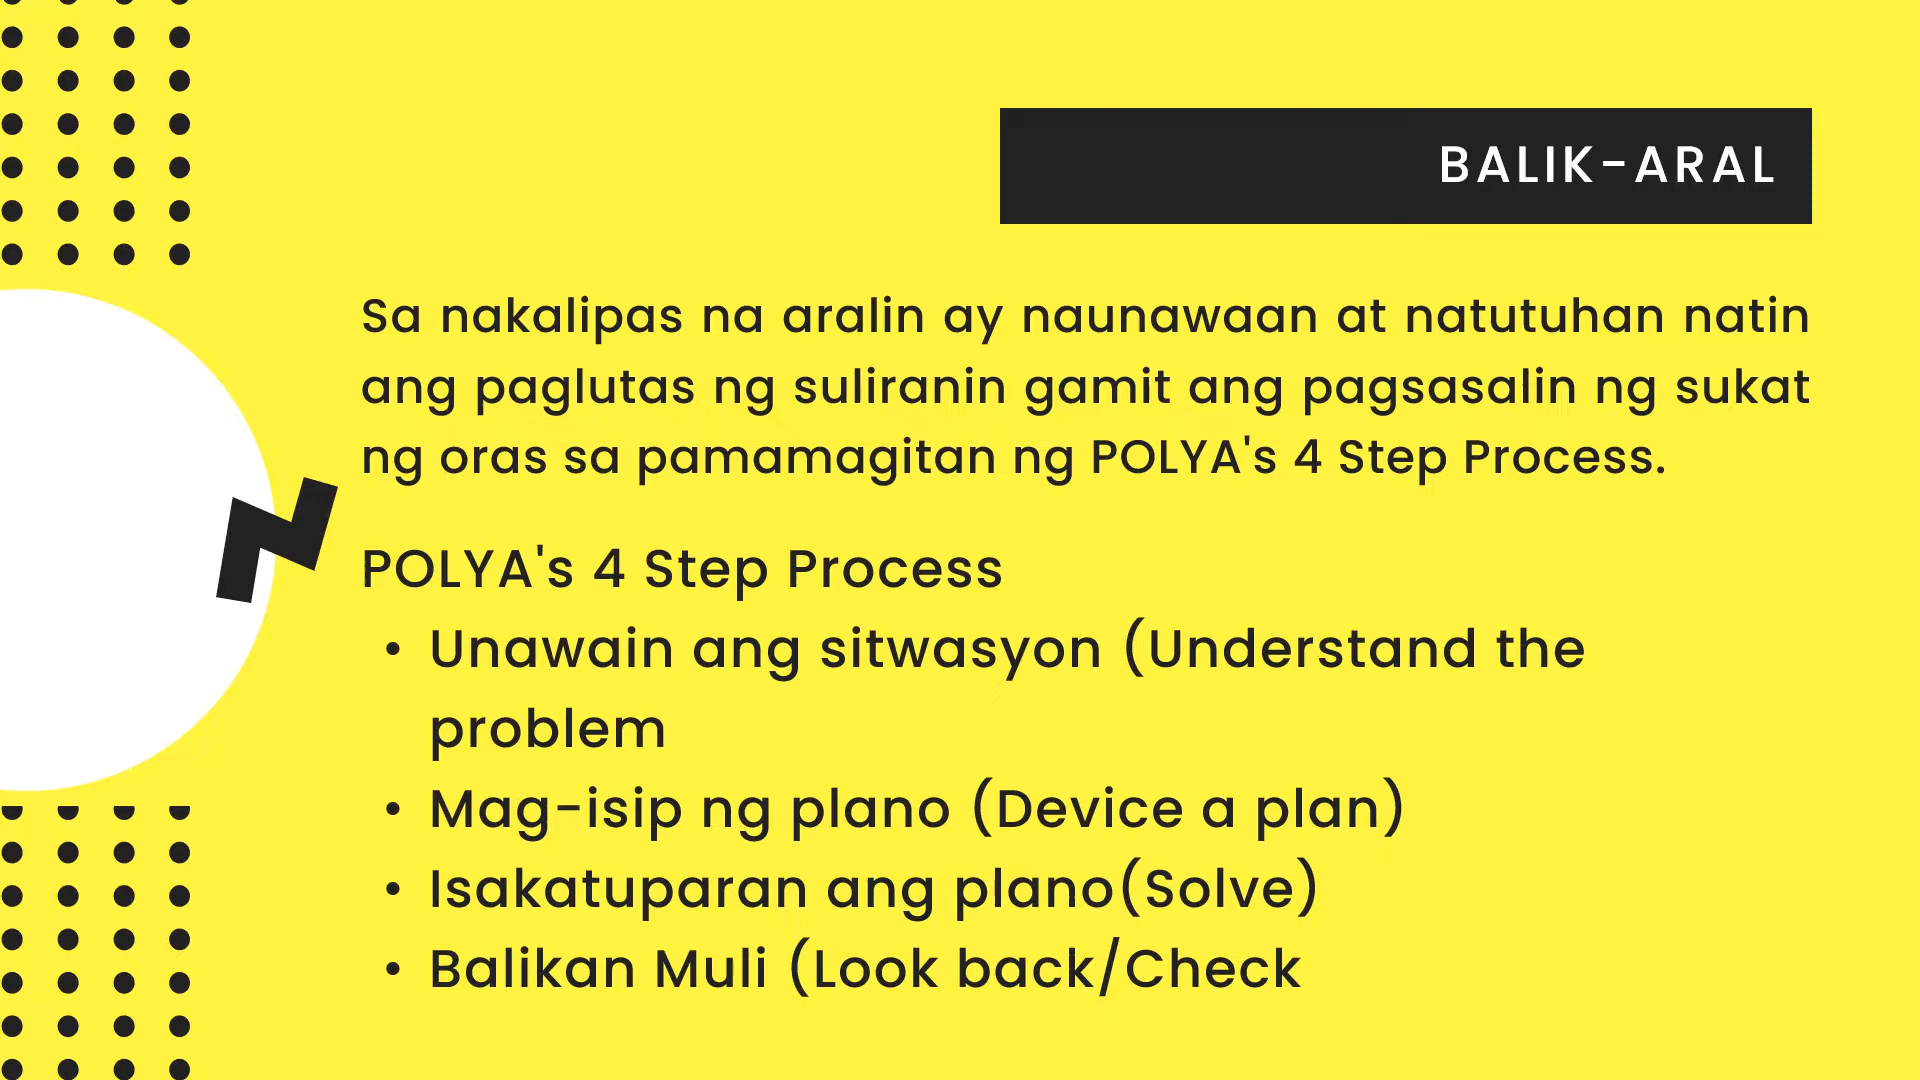 BALIK-ARAL
Sa nakalipas na aralin ay naunawaan at natutuhan natin
ang paglutas ng suliranin gamit ang pagsasalin ng sukat
ng oras sa pamamagitan ng POLYA's 4 Step Process.
POLYA's 4 Step Process
• Unawain ang sitwasyon (Understand the
problem
• Mag-isip ng plano (Device a plan)
• Isakatuparan ang plano(Solve)
• Balikan Muli (Look back/Check